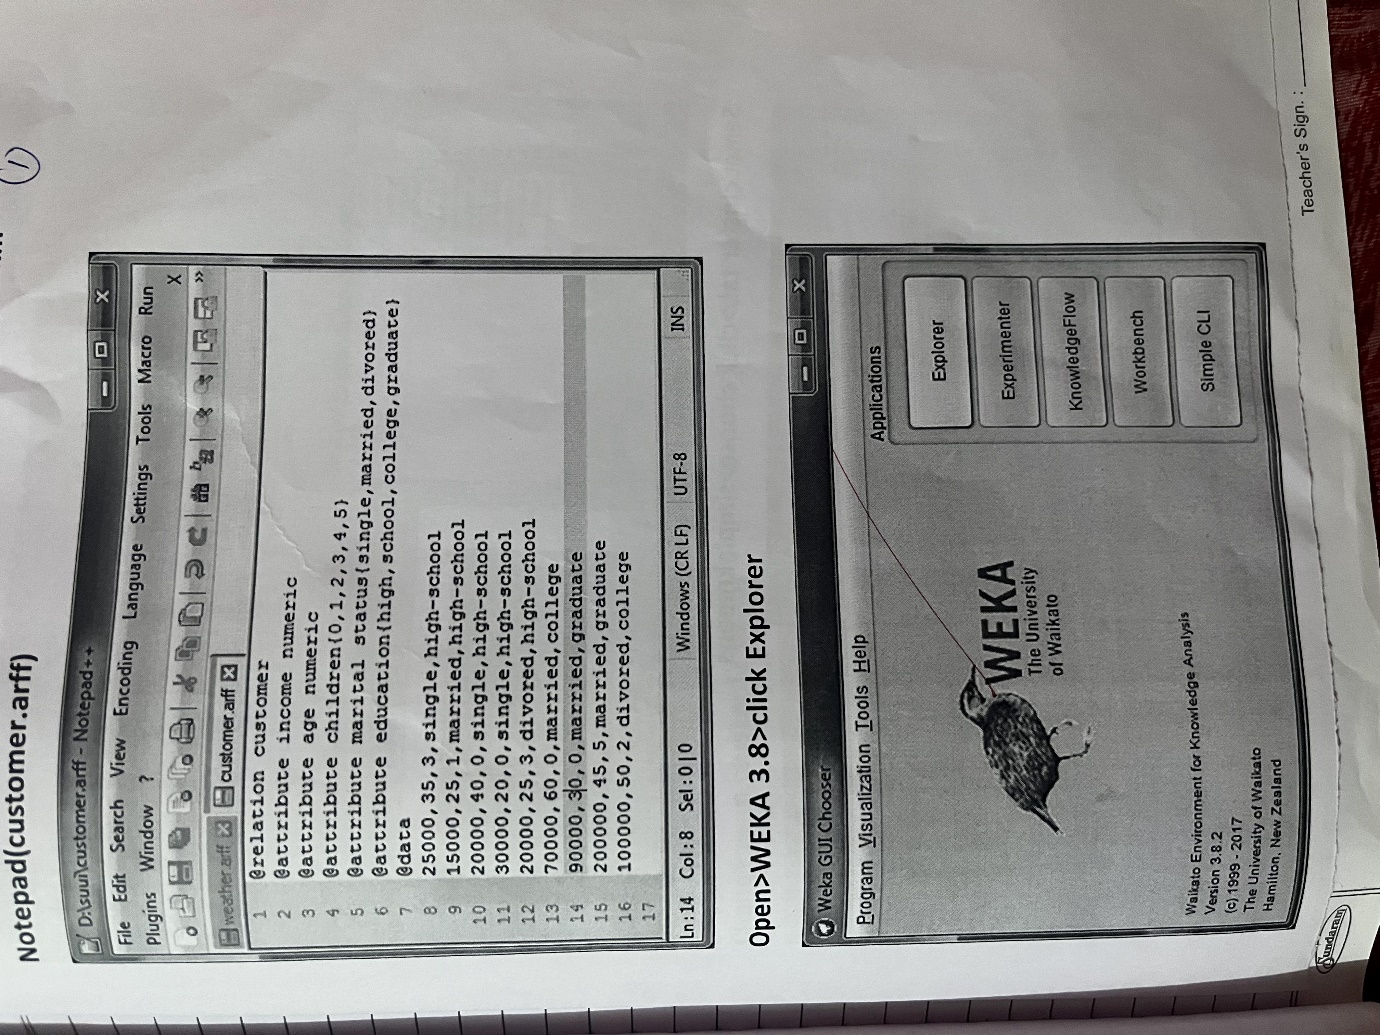 1
Notepad(customer.arff)
D:\suui\customer.arff - Notepad++
File Edit Search View Encoding Language Settings Tools Macro Run
Plugins Window ? X
weather.arff customer.arff
1 @relation customer
2 @attribute income numeric
3 @attribute age numeric
4 @attribute children{0,1,2,3,4,5}
5 @attribute marital status{single,married,divored}
6 @attribute education{high,school,college,graduate}
7 @data
8 25000,35,3,single,high-school
9 15000,25,1,married,high-school
10 20000,40,0,single,high-school
11 30000,20,0,single,high-school
12 20000,25,3,divored,high-school
13 70000,60,0,married,college
14 90000,30,0,married,graduate
15 200000,45,5,married,graduate
16 100000,50,2,divored,college
17
Ln:14 Col:8 Sel:0|0 Windows (CR LF) UTF-8 INS
Open>WEKA 3.8>click Explorer
Weka GUI Chooser
Program Visualization Tools Help
Applications
Explorer
Experimenter
KnowledgeFlow
Workbench
Simple CLI
WEKA
The University
of Waikato
Waikato Environment for Knowledge Analysis
Version 3.8.2
(c) 1999 - 2017
The University of Waikato
Hamilton, New Zealand
Sundaram
Teacher's Sign. :